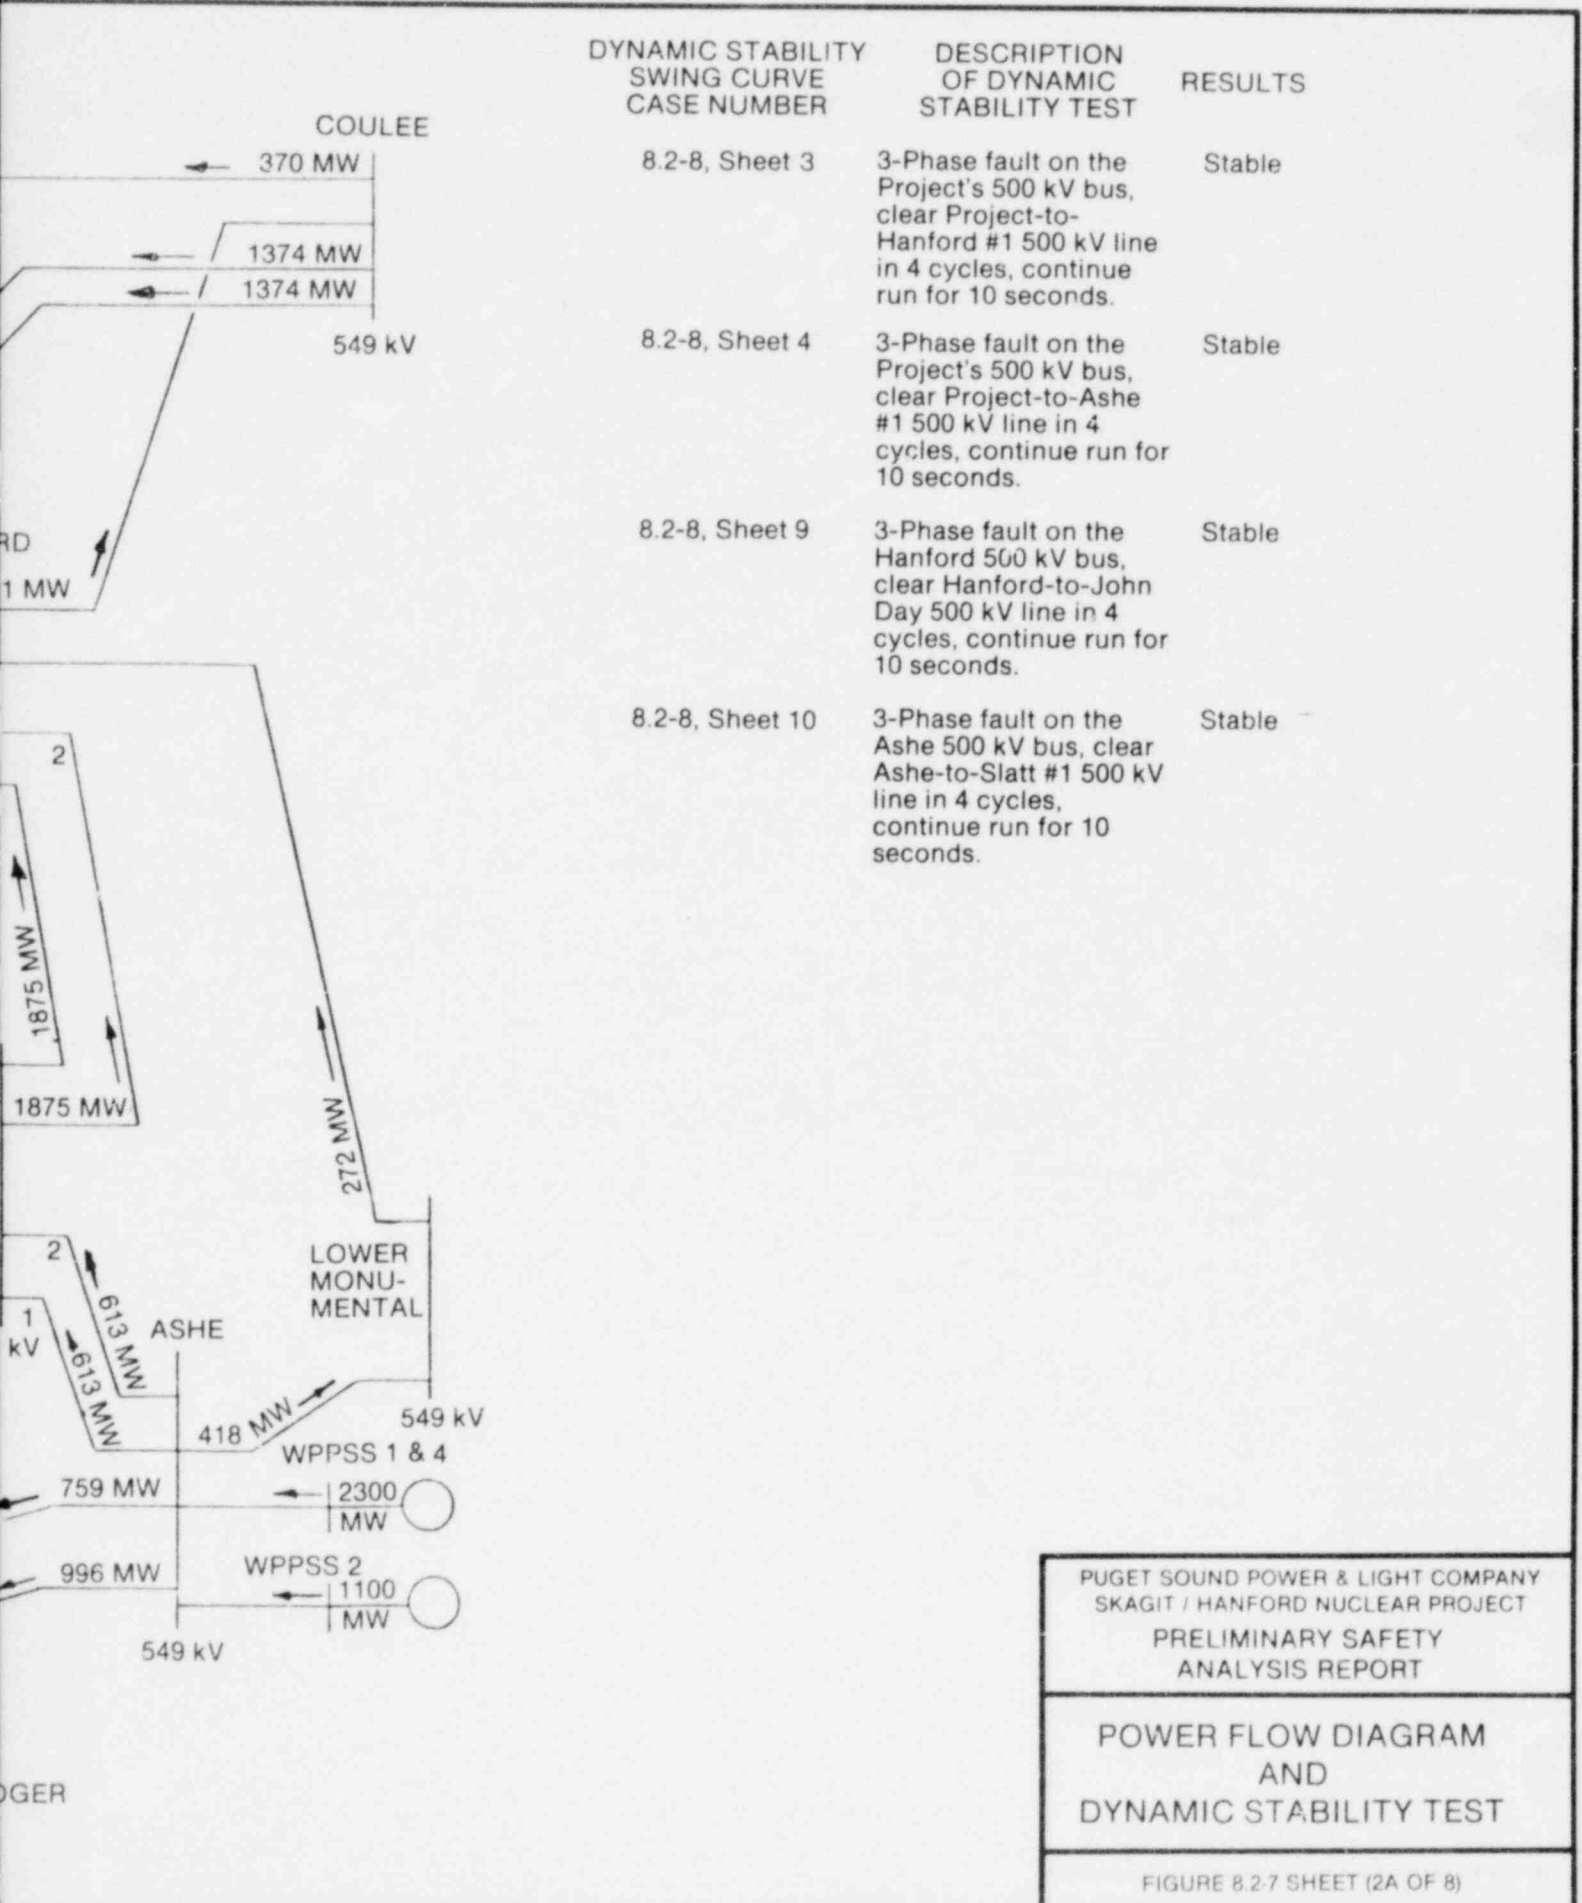 DYNAMIC STABILITY
SWING CURVE
CASE NUMBER
DESCRIPTION
OF DYNAMIC
STABILITY TEST
RESULTS
8.2-8, Sheet 3
3-Phase fault on the
Project's 500 kV bus,
clear Project-to-
Hanford #1 500 kV line
in 4 cycles, continue
run for 10 seconds.
Stable
8.2-8, Sheet 4
3-Phase fault on the
Project's 500 kV bus,
clear Project-to-Ashe
#1 500 kV line in 4
cycles, continue run for
10 seconds.
Stable
8.2-8, Sheet 9
3-Phase fault on the
Hanford 500 kV bus,
clear Hanford-to-John
Day 500 kV line in 4
cycles, continue run for
10 seconds.
Stable
8.2-8, Sheet 10
3-Phase fault on the
Ashe 500 kV bus, clear
Ashe-to-Slatt #1 500 kV
line in 4 cycles,
continue run for 10
seconds.
Stable
COULEE
370 MW
1374 MW
1374 MW
549 kV
RD
1 MW
2
1875 MW
1875 MW
272 MW
LOWER
MONU-
MENTAL
2
613 MW
1
kV
613 MW
ASHE
418 MW
549 kV
WPPSS 1 & 4
759 MW
2300
MW
WPPSS 2
996 MW
1100
MW
549 kV
OGER
PUGET SOUND POWER & LIGHT COMPANY
SKAGIT / HANFORD NUCLEAR PROJECT
PRELIMINARY SAFETY
ANALYSIS REPORT
POWER FLOW DIAGRAM
AND
DYNAMIC STABILITY TEST
FIGURE 8.2-7 SHEET (2A OF 8)